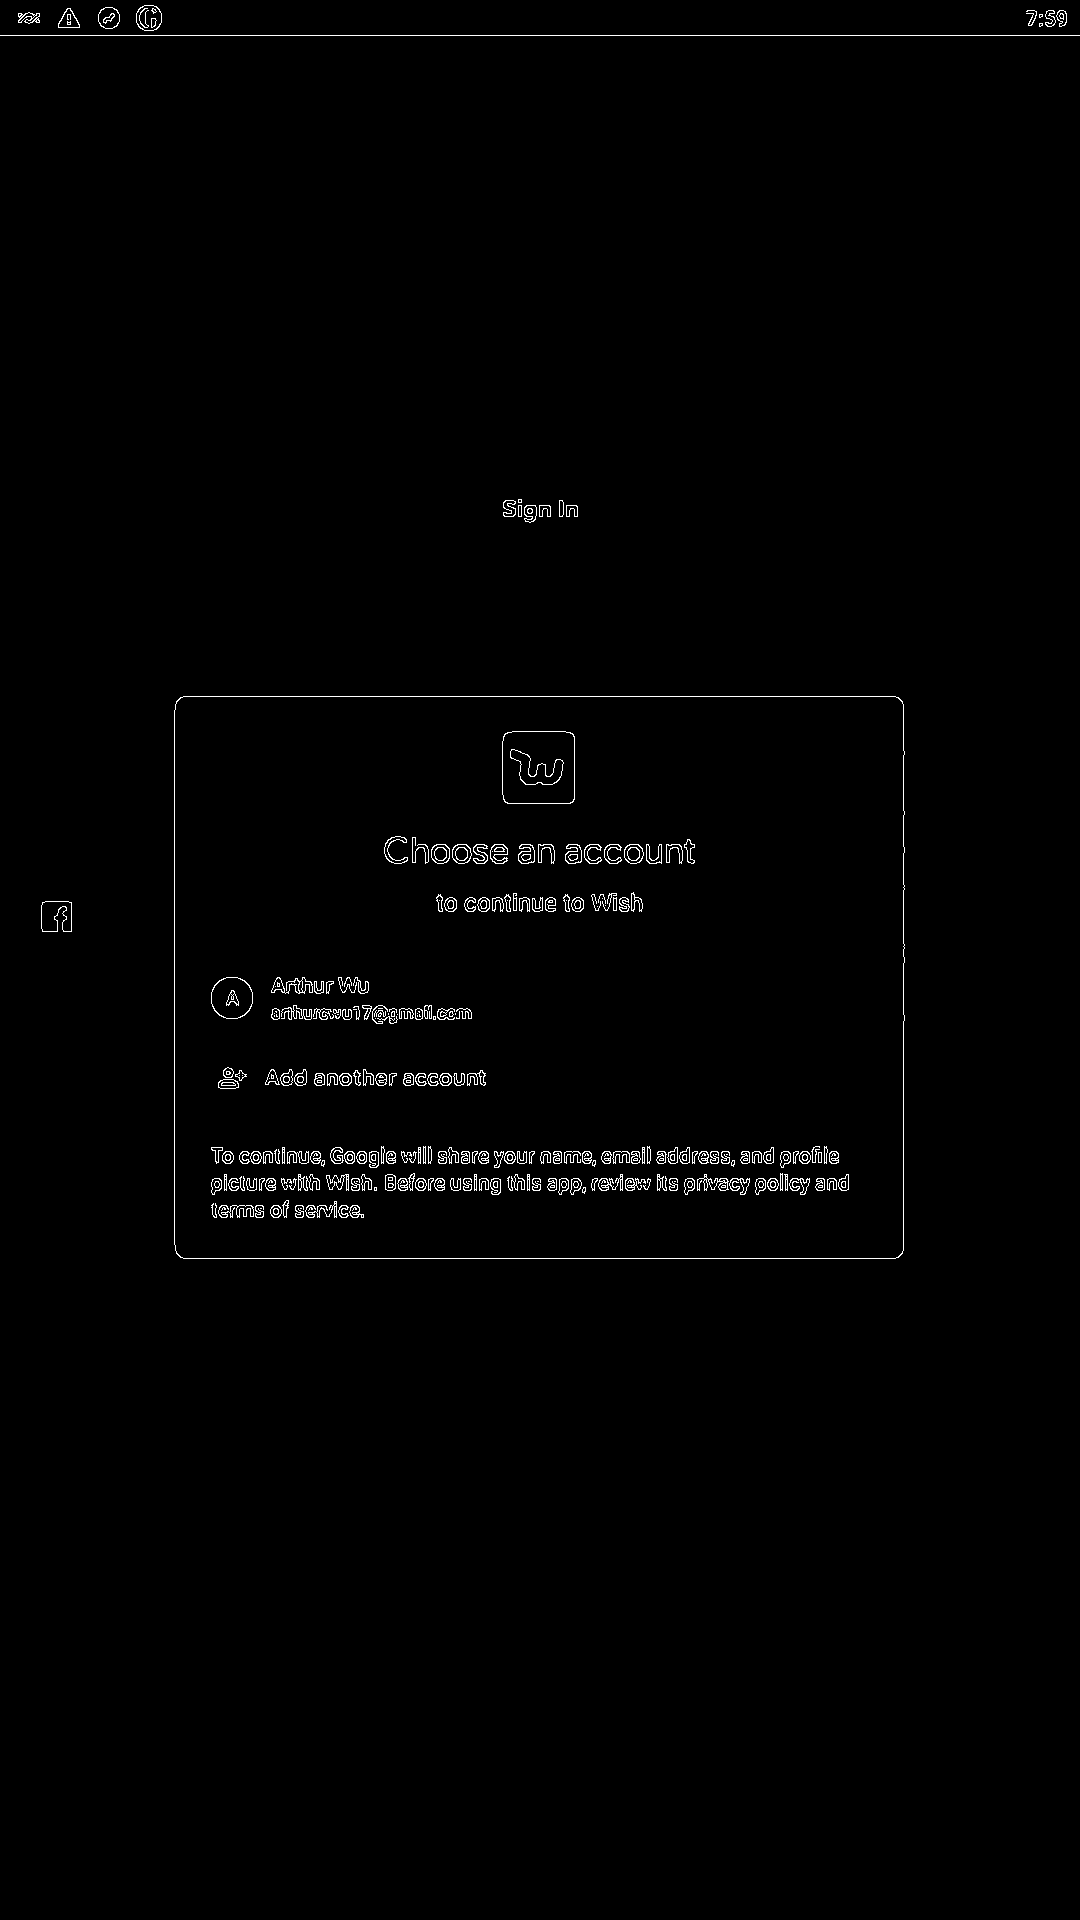 7:59
Sign In
Choose an account
to continue to Wish
A
Arthur Wu
arthurcwu17@gmail.com
Add another account
To continue, Google will share your name, email address, and profile
picture with Wish. Before using this app, review its privacy policy and
terms of service.